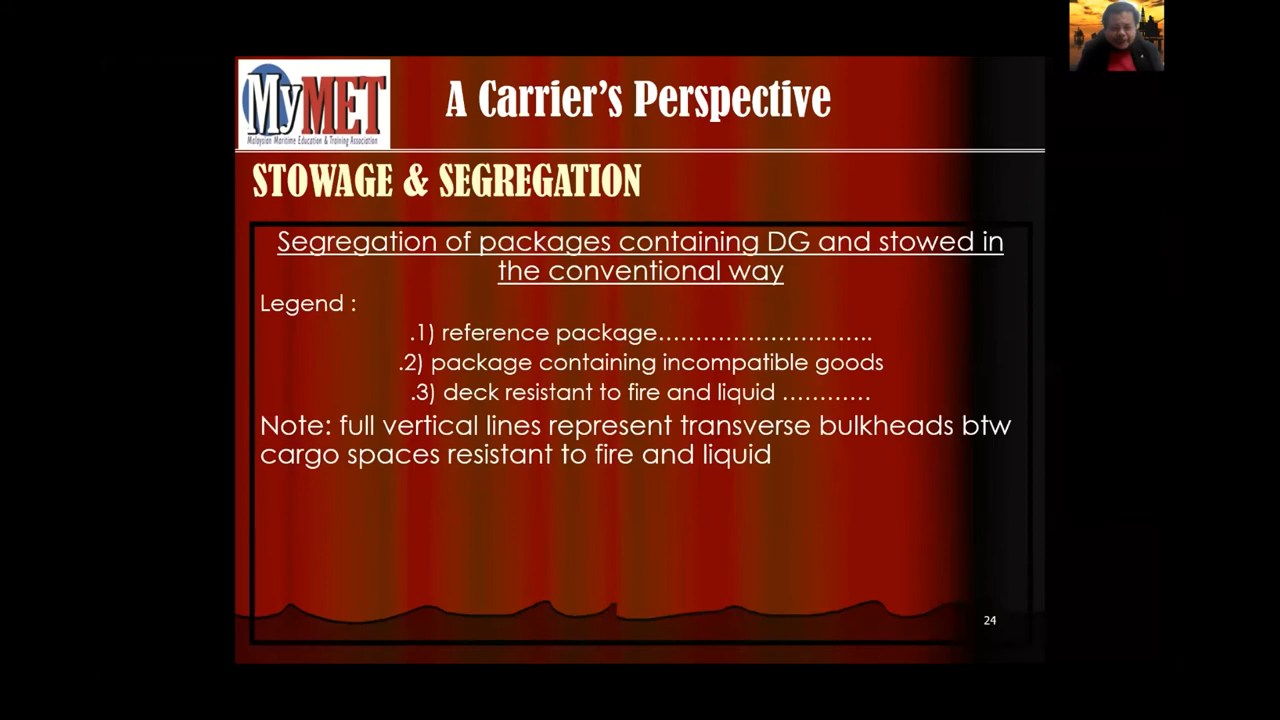 MyMET
Malaysian Maritime Education & Training Association
A Carrier's Perspective
STOWAGE & SEGREGATION
Segregation of packages containing DG and stowed in
the conventional way
Legend :
.1) reference package…………………………..
.2) package containing incompatible goods
.3) deck resistant to fire and liquid …………
Note: full vertical lines represent transverse bulkheads btw
cargo spaces resistant to fire and liquid
24